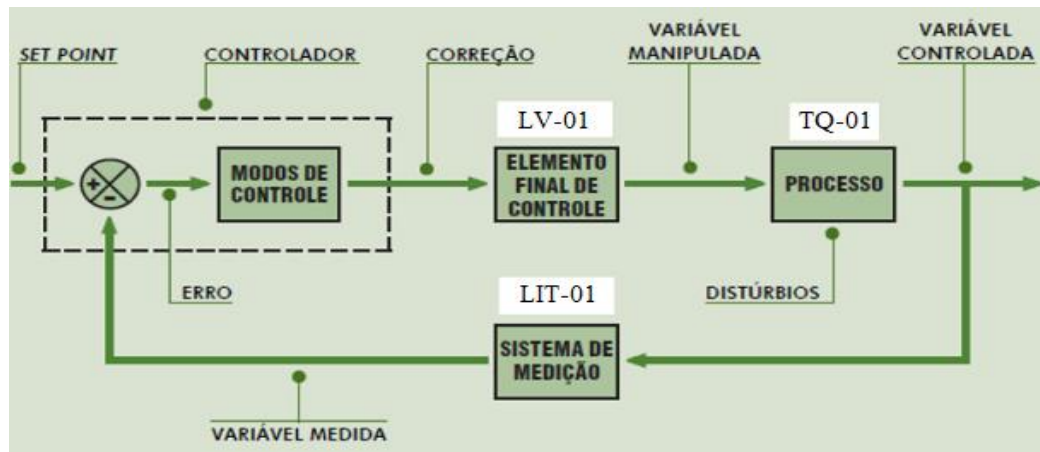 SET POINT
CONTROLADOR
CORREÇÃO
VARIÁVEL
MANIPULADA
VARIÁVEL
CONTROLADA
LV-01
TQ-01
+
-
MODOS DE
CONTROLE
ELEMENTO
FINAL DE
CONTROLE
PROCESSO
ERRO
LIT-01
DISTÚRBIOS
SISTEMA DE
MEDIÇÃO
VARIÁVEL MEDIDA